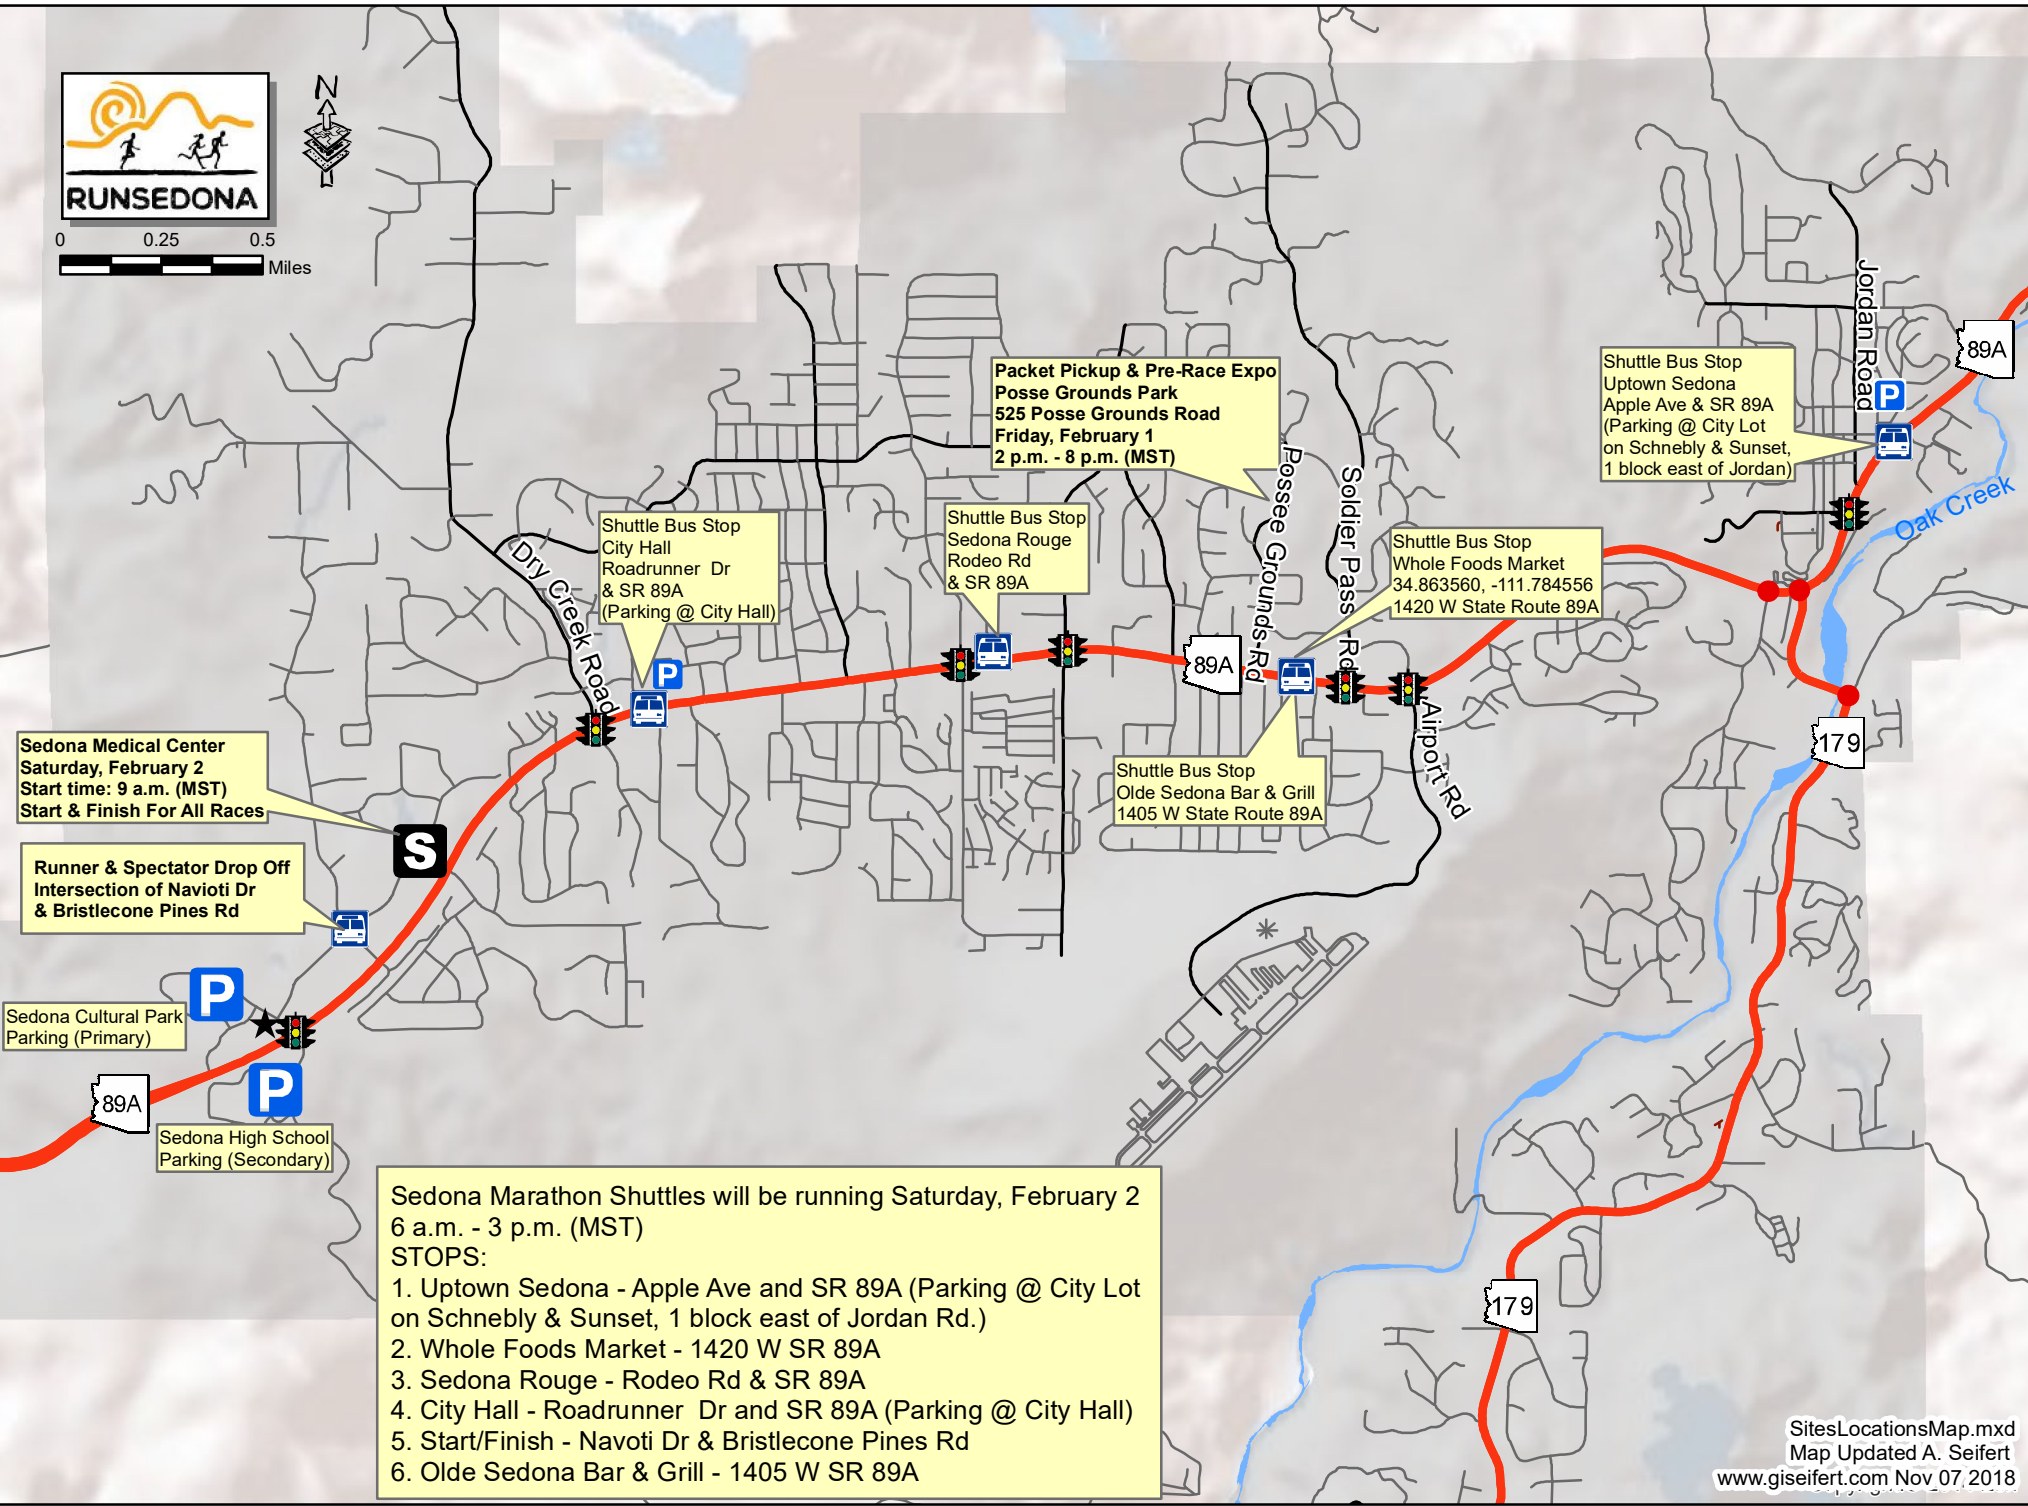 RUNSEDONA
N
0 0.25 0.5
Miles
Jordan Road
89A
Shuttle Bus Stop
Uptown Sedona
Apple Ave & SR 89A
(Parking @ City Lot
on Schnebly & Sunset,
1 block east of Jordan)
P
Oak Creek
Packet Pickup & Pre-Race Expo
Posse Grounds Park
525 Posse Grounds Road
Friday, February 1
2 p.m. - 8 p.m. (MST)
Possee Grounds Rd
Soldier Pass Rd
Shuttle Bus Stop
City Hall
Roadrunner Dr
& SR 89A
(Parking @ City Hall)
Shuttle Bus Stop
Sedona Rouge
Rodeo Rd
& SR 89A
Shuttle Bus Stop
Whole Foods Market
34.863560, -111.784556
1420 W State Route 89A
Dry Creek Road
P
89A
Airport Rd
179
Sedona Medical Center
Saturday, February 2
Start time: 9 a.m. (MST)
Start & Finish For All Races
Shuttle Bus Stop
Olde Sedona Bar & Grill
1405 W State Route 89A
S
Runner & Spectator Drop Off
Intersection of Navioti Dr
& Bristlecone Pines Rd
P
Sedona Cultural Park
Parking (Primary)
P
89A
Sedona High School
Parking (Secondary)
Sedona Marathon Shuttles will be running Saturday, February 2
6 a.m. - 3 p.m. (MST)
STOPS:
1. Uptown Sedona - Apple Ave and SR 89A (Parking @ City Lot
on Schnebly & Sunset, 1 block east of Jordan Rd.)
2. Whole Foods Market - 1420 W SR 89A
3. Sedona Rouge - Rodeo Rd & SR 89A
4. City Hall - Roadrunner Dr and SR 89A (Parking @ City Hall)
5. Start/Finish - Navoti Dr & Bristlecone Pines Rd
6. Olde Sedona Bar & Grill - 1405 W SR 89A
179
SitesLocationsMap.mxd
Map Updated A. Seifert
www.giseifert.com Nov 07 2018